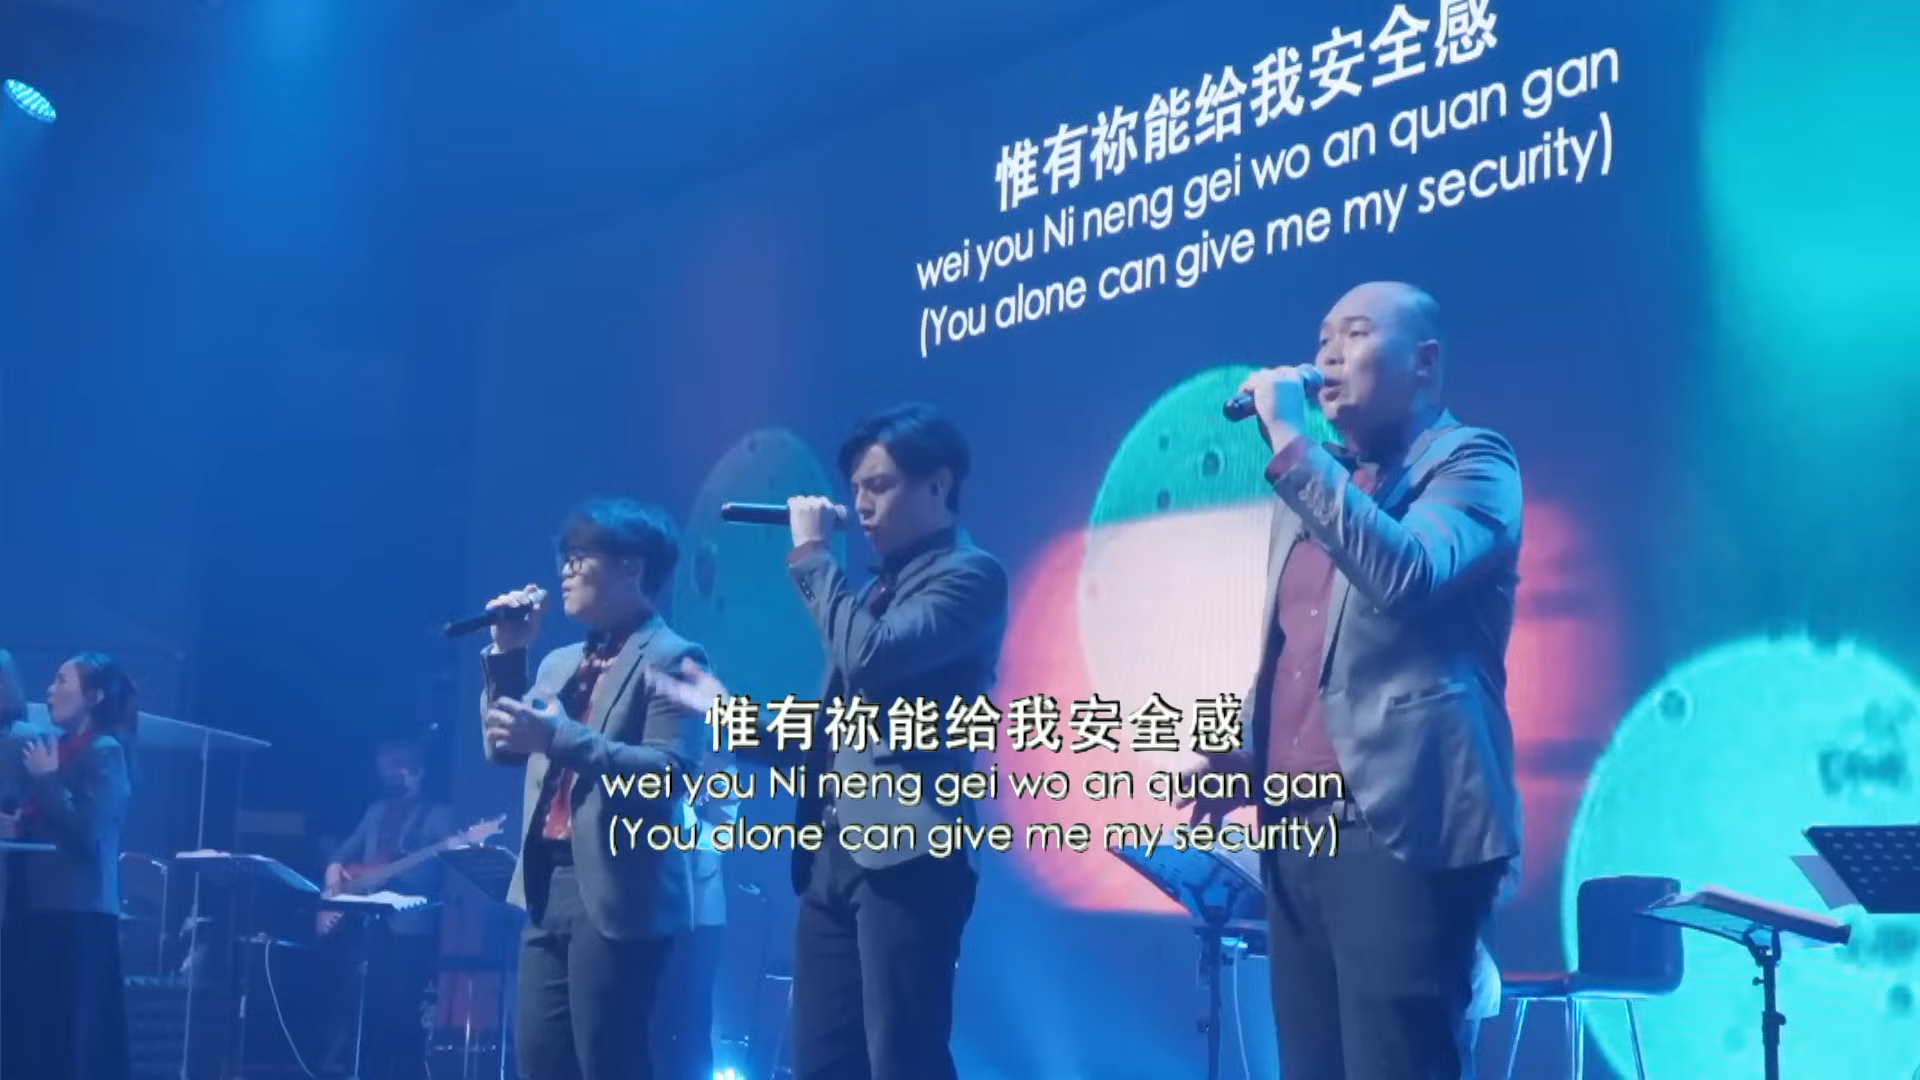 惟有祢能给我安全感
wei you Ni neng gei wo an quan gan
(You alone can give me my security)
惟有祢能给我安全感
wei you Ni neng gei wo an quan gan
(You alone can give me my security)